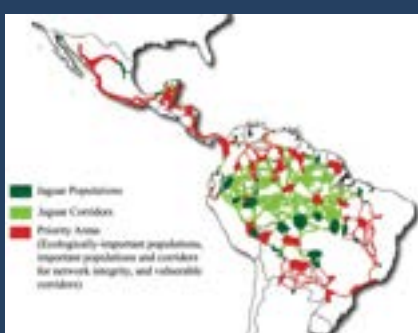 Jaguar Populations
Jaguar Corridors
Priority Areas
(Ecologically-important populations,
important populations and corridors
for network integrity, and vulnerable
corridors)